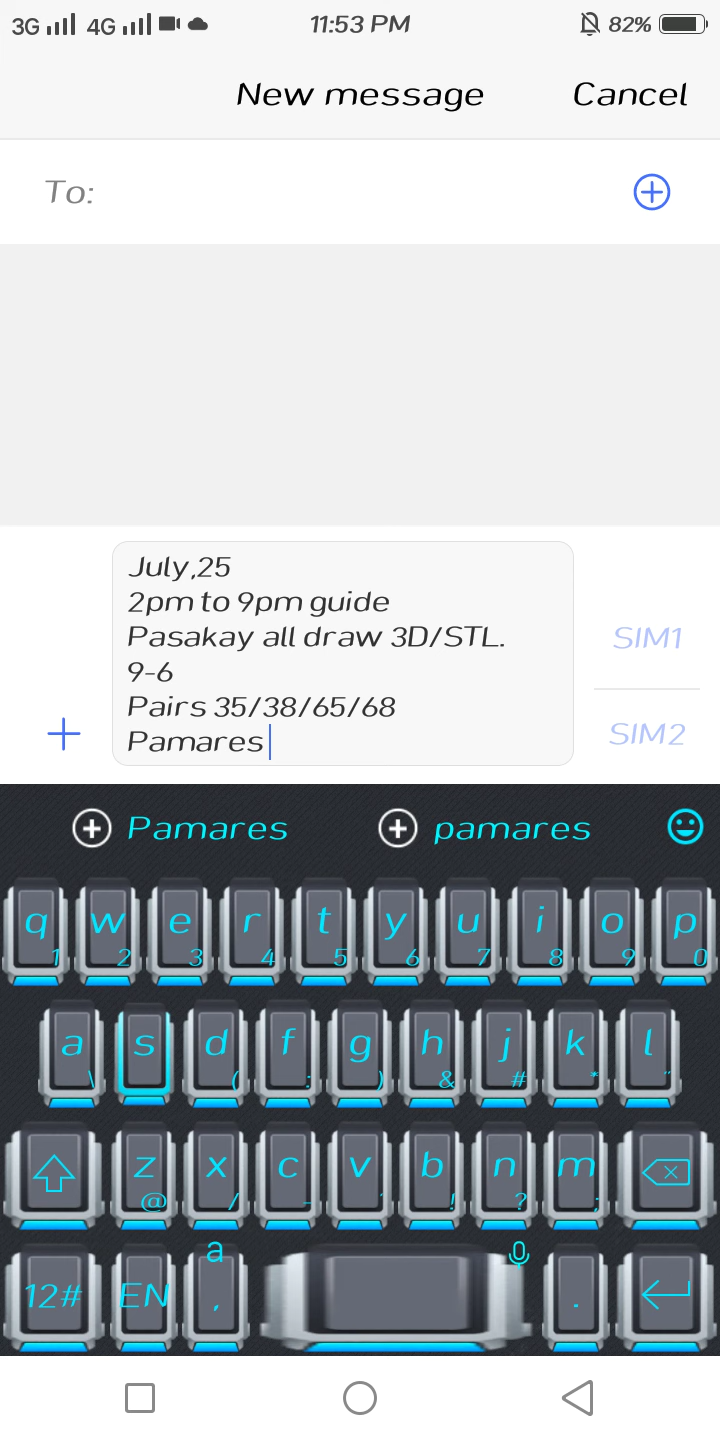 3G 4G 11:53 PM 82%
New message Cancel
To:
July,25
2pm to 9pm guide
Pasakay all draw 3D/STL.
9-6
Pairs 35/38/65/68
Pamares
SIM1
SIM2
Pamares pamares
q w e r t y u i o p
1 2 3 4 5 6 7 8 9 0
a s d f g h j k l
\ ( : ) & # * "
z x c v b n m
@ / - ' ! ? ;
a
12# EN , .